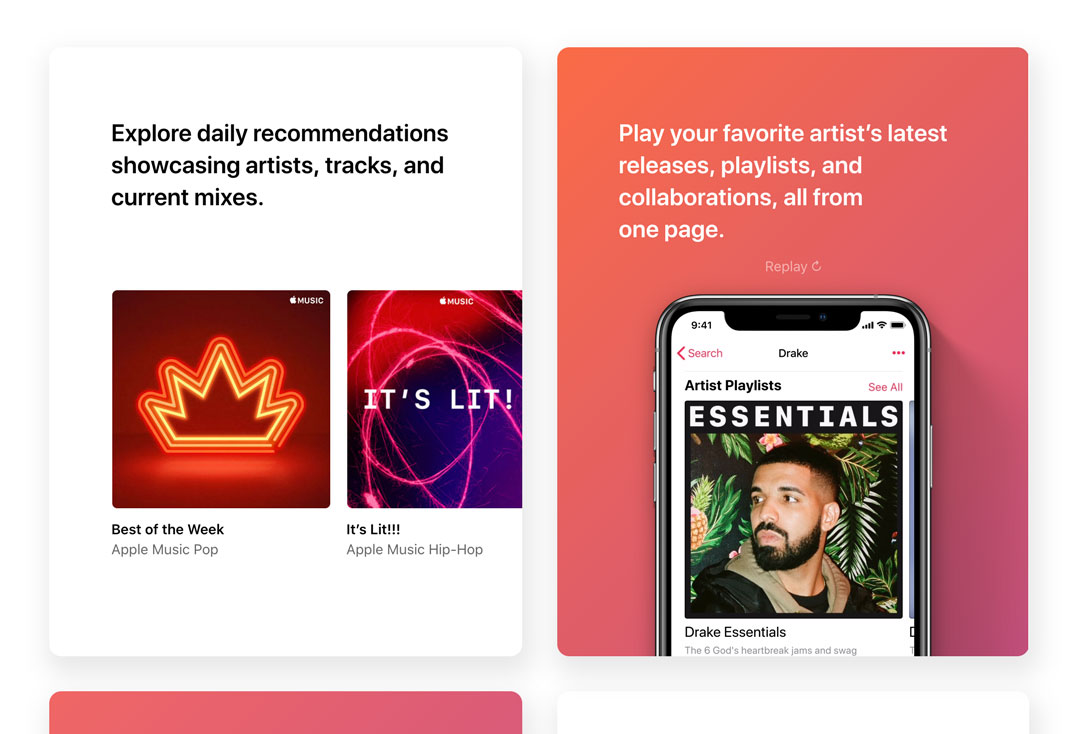 Explore daily recommendations
showcasing artists, tracks, and
current mixes.
MUSIC
MUSIC
IT'S LIT!
Best of the Week
Apple Music Pop
It's Lit!!!
Apple Music Hip-Hop
Play your favorite artist's latest
releases, playlists, and
collaborations, all from
one page.
Replay
9:41
Search
Drake
Artist Playlists
See All
ESSENTIALS
Drake Essentials
The 6 God's heartbreak jams and swag